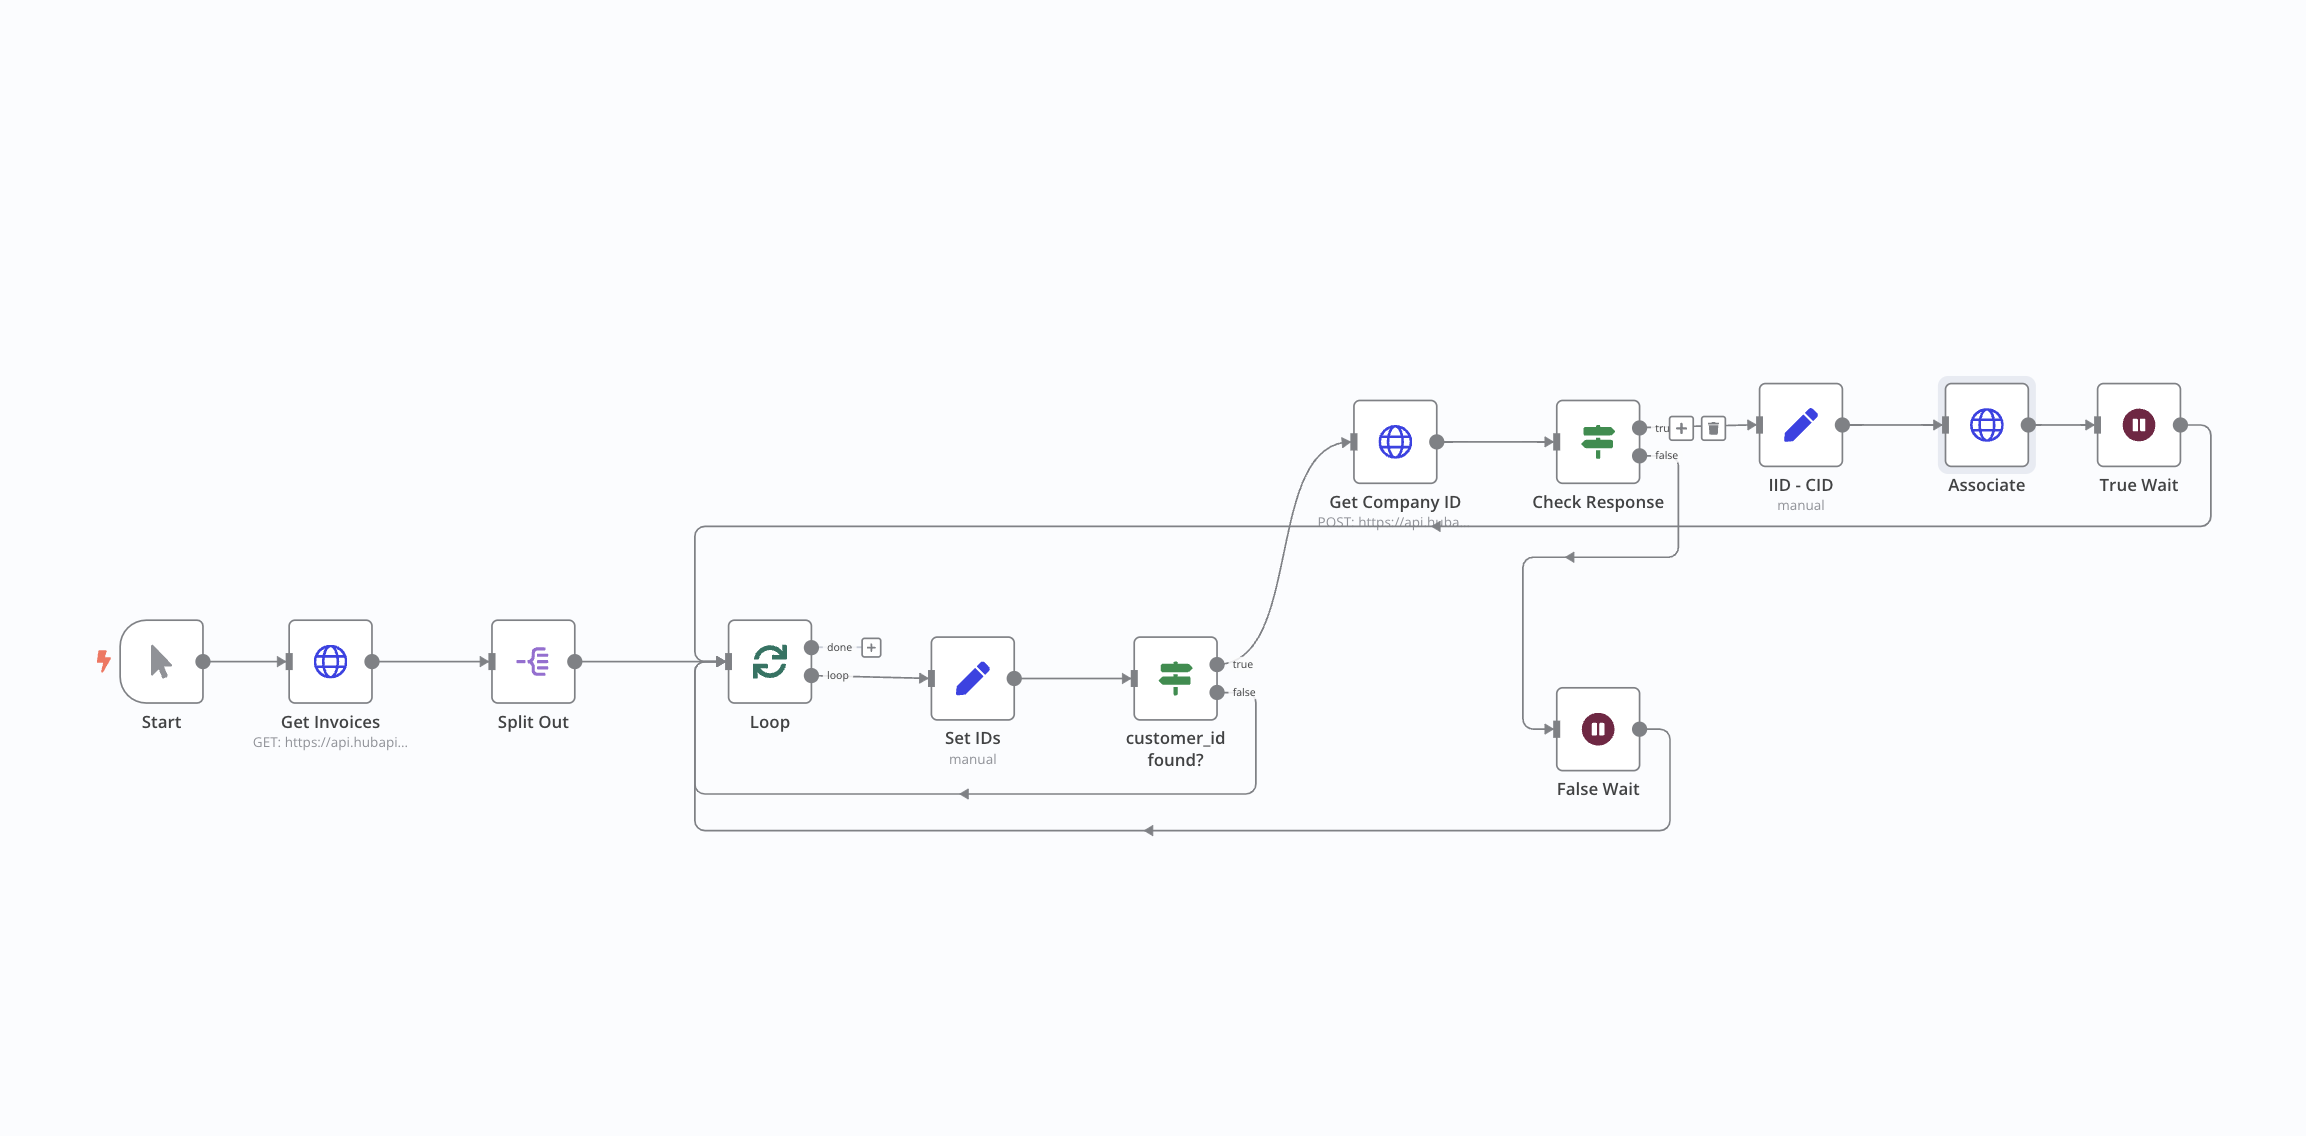 tru
false
Get Company ID
POST: https://api.huba...
Check Response
IID - CID
manual
Associate
True Wait
Start
Get Invoices
GET: https://api.hubapi...
Split Out
done
loop
Loop
Set IDs
manual
true
false
customer_id
found?
False Wait